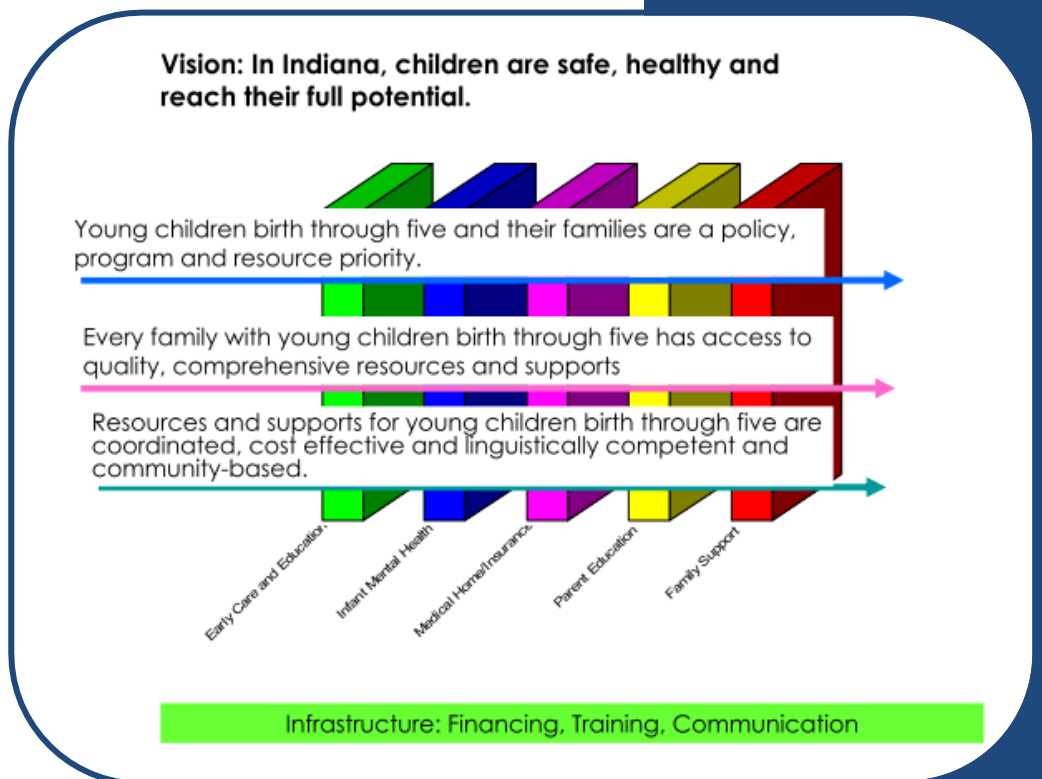 Vision: In Indiana, children are safe, healthy and
reach their full potential.
Young children birth through five and their families are a policy,
program and resource priority.
Every family with young children birth through five has access to
quality, comprehensive resources and supports
Resources and supports for young children birth through five are
coordinated, cost effective and linguistically competent and
community-based.
Early Care and Education
Infant Mental Health
Medical Home/Insurance
Parent Education
Family Support
Infrastructure: Financing, Training, Communication